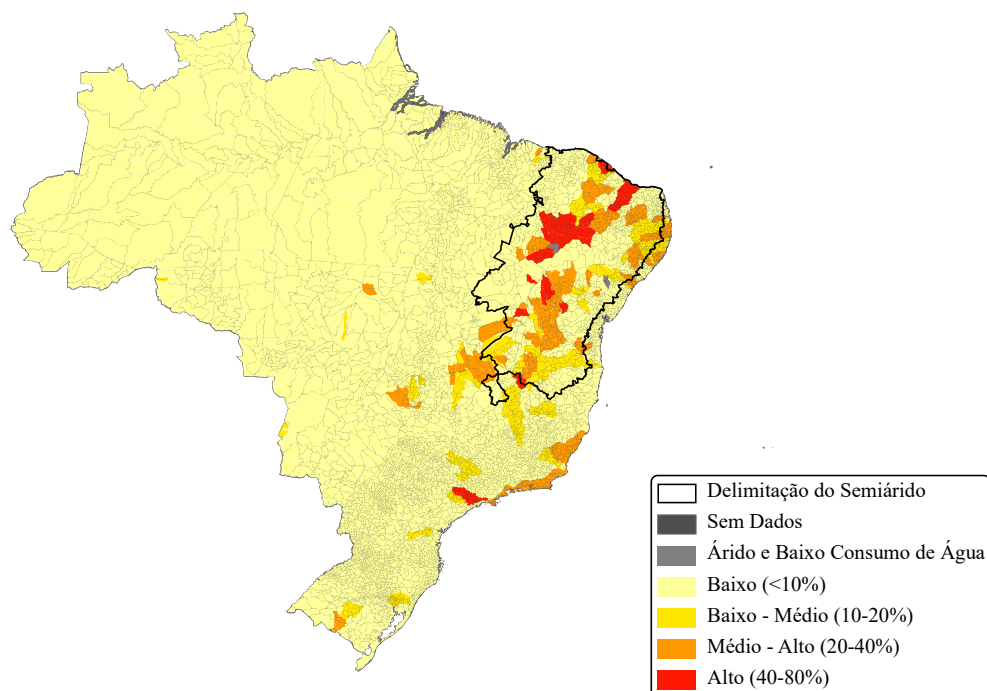 Delimitação do Semiárido
Sem Dados
Árido e Baixo Consumo de Água
Baixo (<10%)
Baixo - Médio (10-20%)
Médio - Alto (20-40%)
Alto (40-80%)